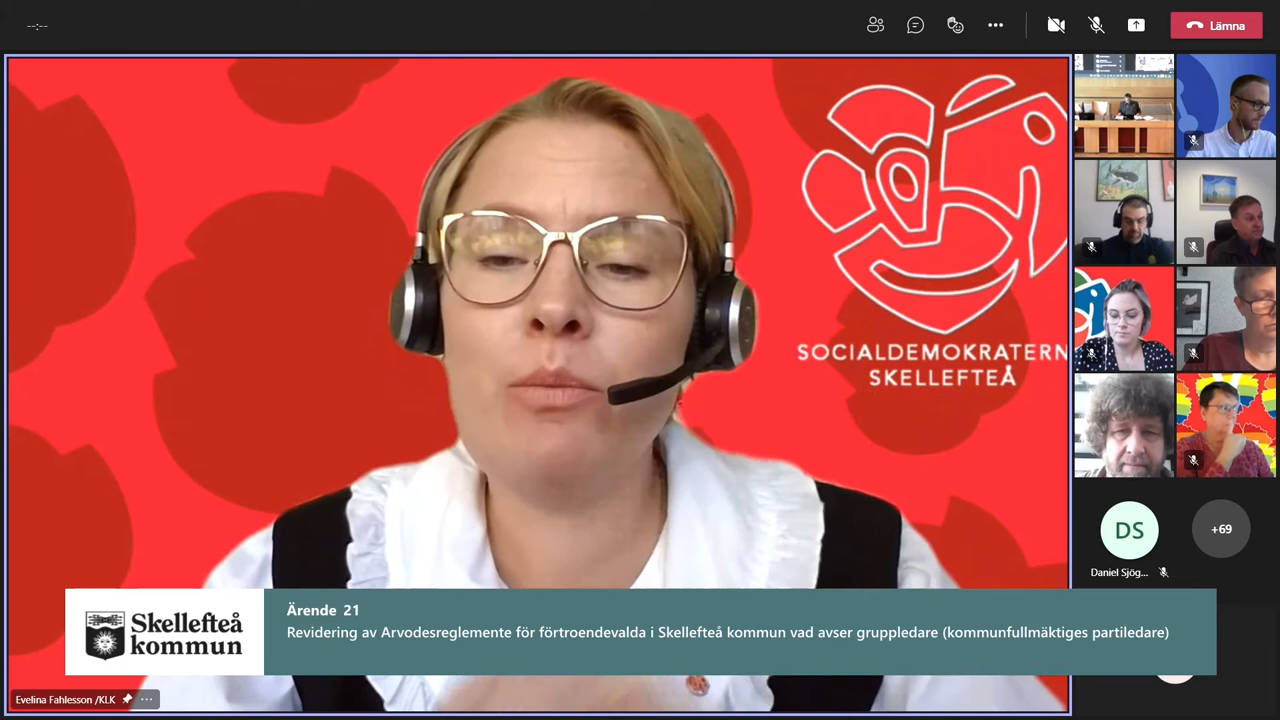 --:--
Lämna
SOCIALDEMOKRATERN
SKELLEFTEÅ
DS
+69
Daniel Sjög...
Skellefteå
kommun
Ärende 21
Revidering av Arvodesreglemente för förtroendevalda i Skellefteå kommun vad avser gruppledare (kommunfullmäktiges partiledare)
Evelina Fahlesson /KLK